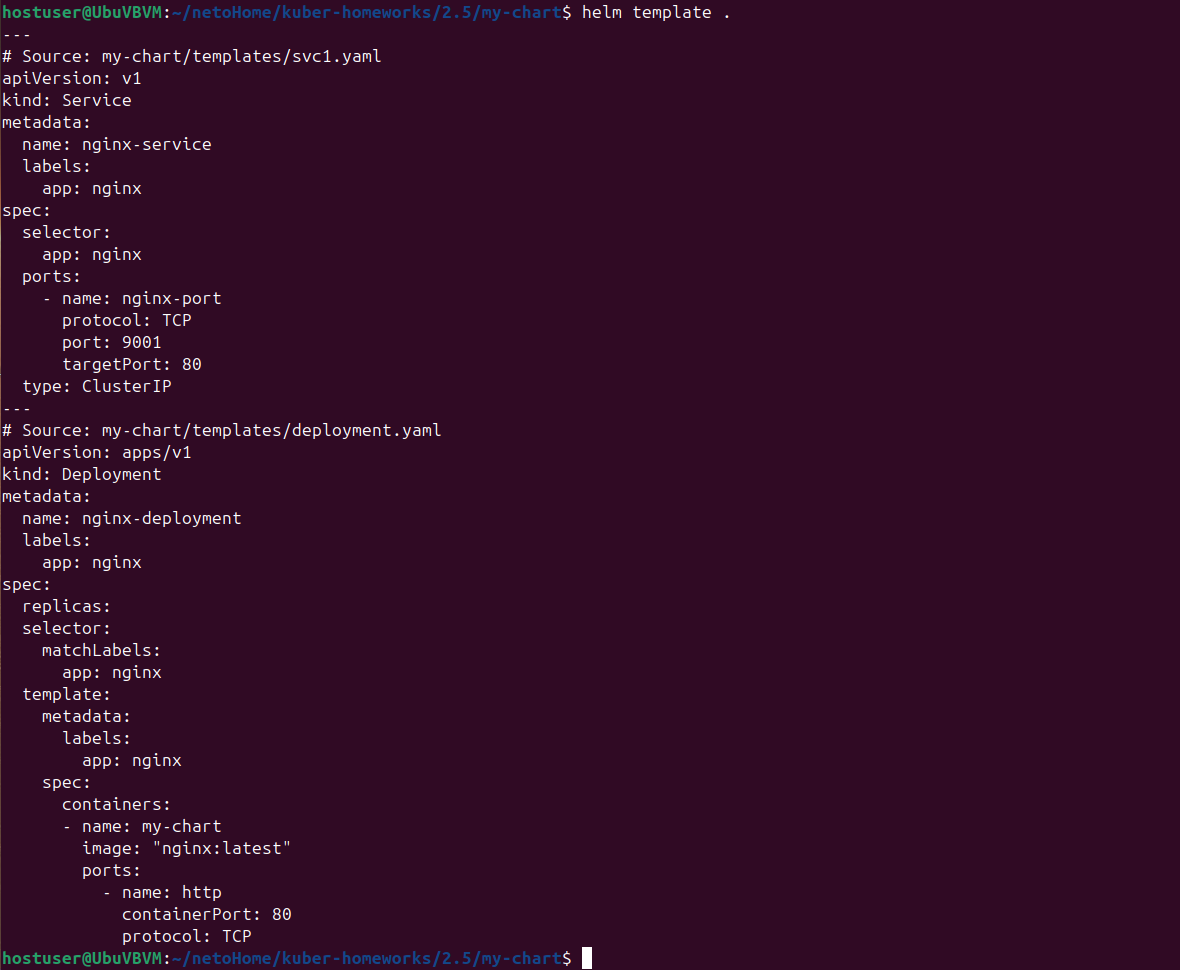 hostuser@UbuVBVM:~/netoHome/kuber-homeworks/2.5/my-chart$ helm template .
---
# Source: my-chart/templates/svc1.yaml
apiVersion: v1
kind: Service
metadata:
  name: nginx-service
  labels:
    app: nginx
spec:
  selector:
    app: nginx
  ports:
    - name: nginx-port
      protocol: TCP
      port: 9001
      targetPort: 80
  type: ClusterIP
---
# Source: my-chart/templates/deployment.yaml
apiVersion: apps/v1
kind: Deployment
metadata:
  name: nginx-deployment
  labels:
    app: nginx
spec:
  replicas:
  selector:
    matchLabels:
      app: nginx
  template:
    metadata:
      labels:
        app: nginx
    spec:
      containers:
      - name: my-chart
        image: "nginx:latest"
        ports:
          - name: http
            containerPort: 80
            protocol: TCP
hostuser@UbuVBVM:~/netoHome/kuber-homeworks/2.5/my-chart$